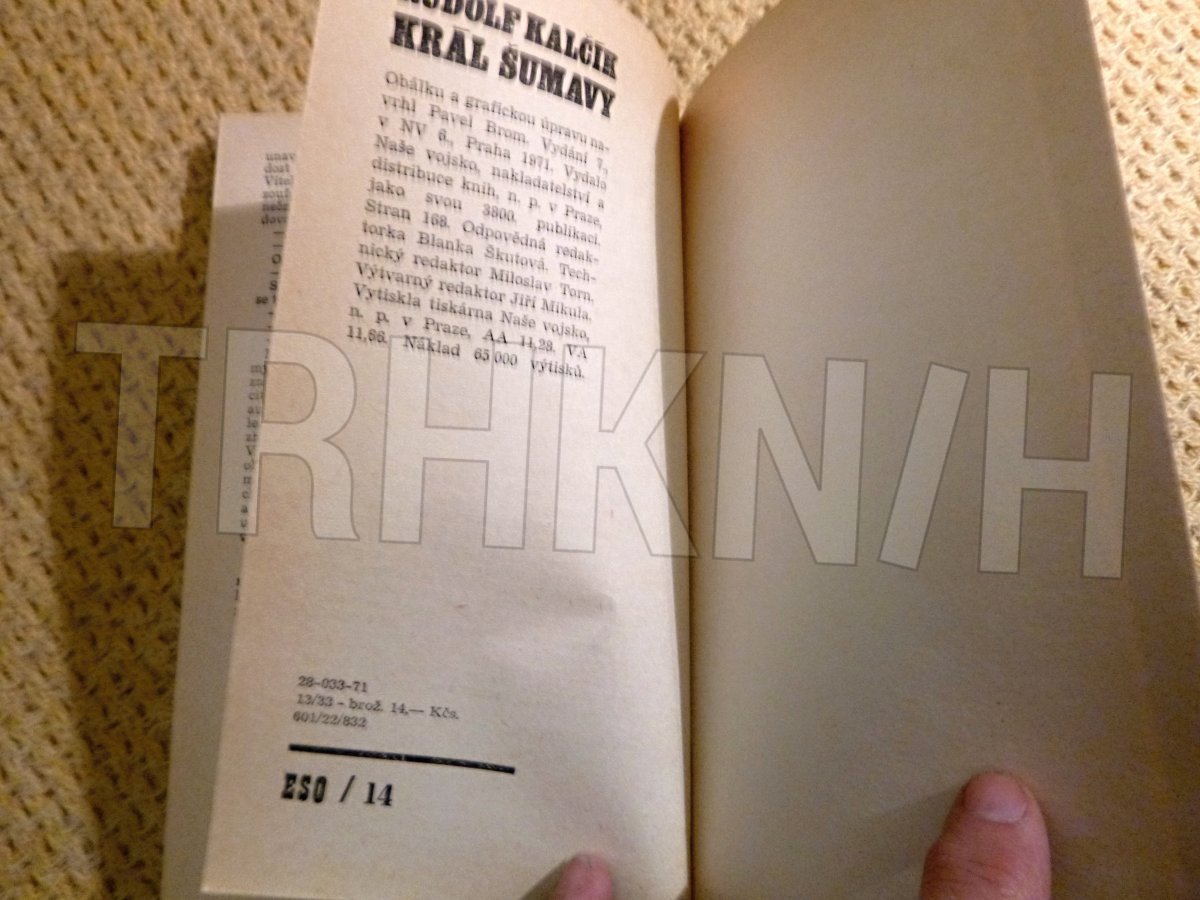 RUDOLF KALČÍK
KRÁL ŠUMAVY
Obálku a grafickou úpravu na-
vrhl Pavel Brom. Vydání 7.,
v NV 6., Praha 1971. Vydalo
Naše vojsko, nakladatelství a
distribuce knih, n. p. v Praze,
jako svou 3800. publikaci.
Stran 168. Odpovědná redak-
torka Blanka Škutová. Tech-
nický redaktor Miloslav Torn.
Výtvarný redaktor Jiří Mikula.
Vytiskla tiskárna Naše vojsko,
n. p. v Praze, AA 11,28. VA
11,66. Náklad 65 000 výtisků.
28-033-71
13/33 - brož. 14,— Kčs.
601/22/832
ESO / 14
TRHKNIH